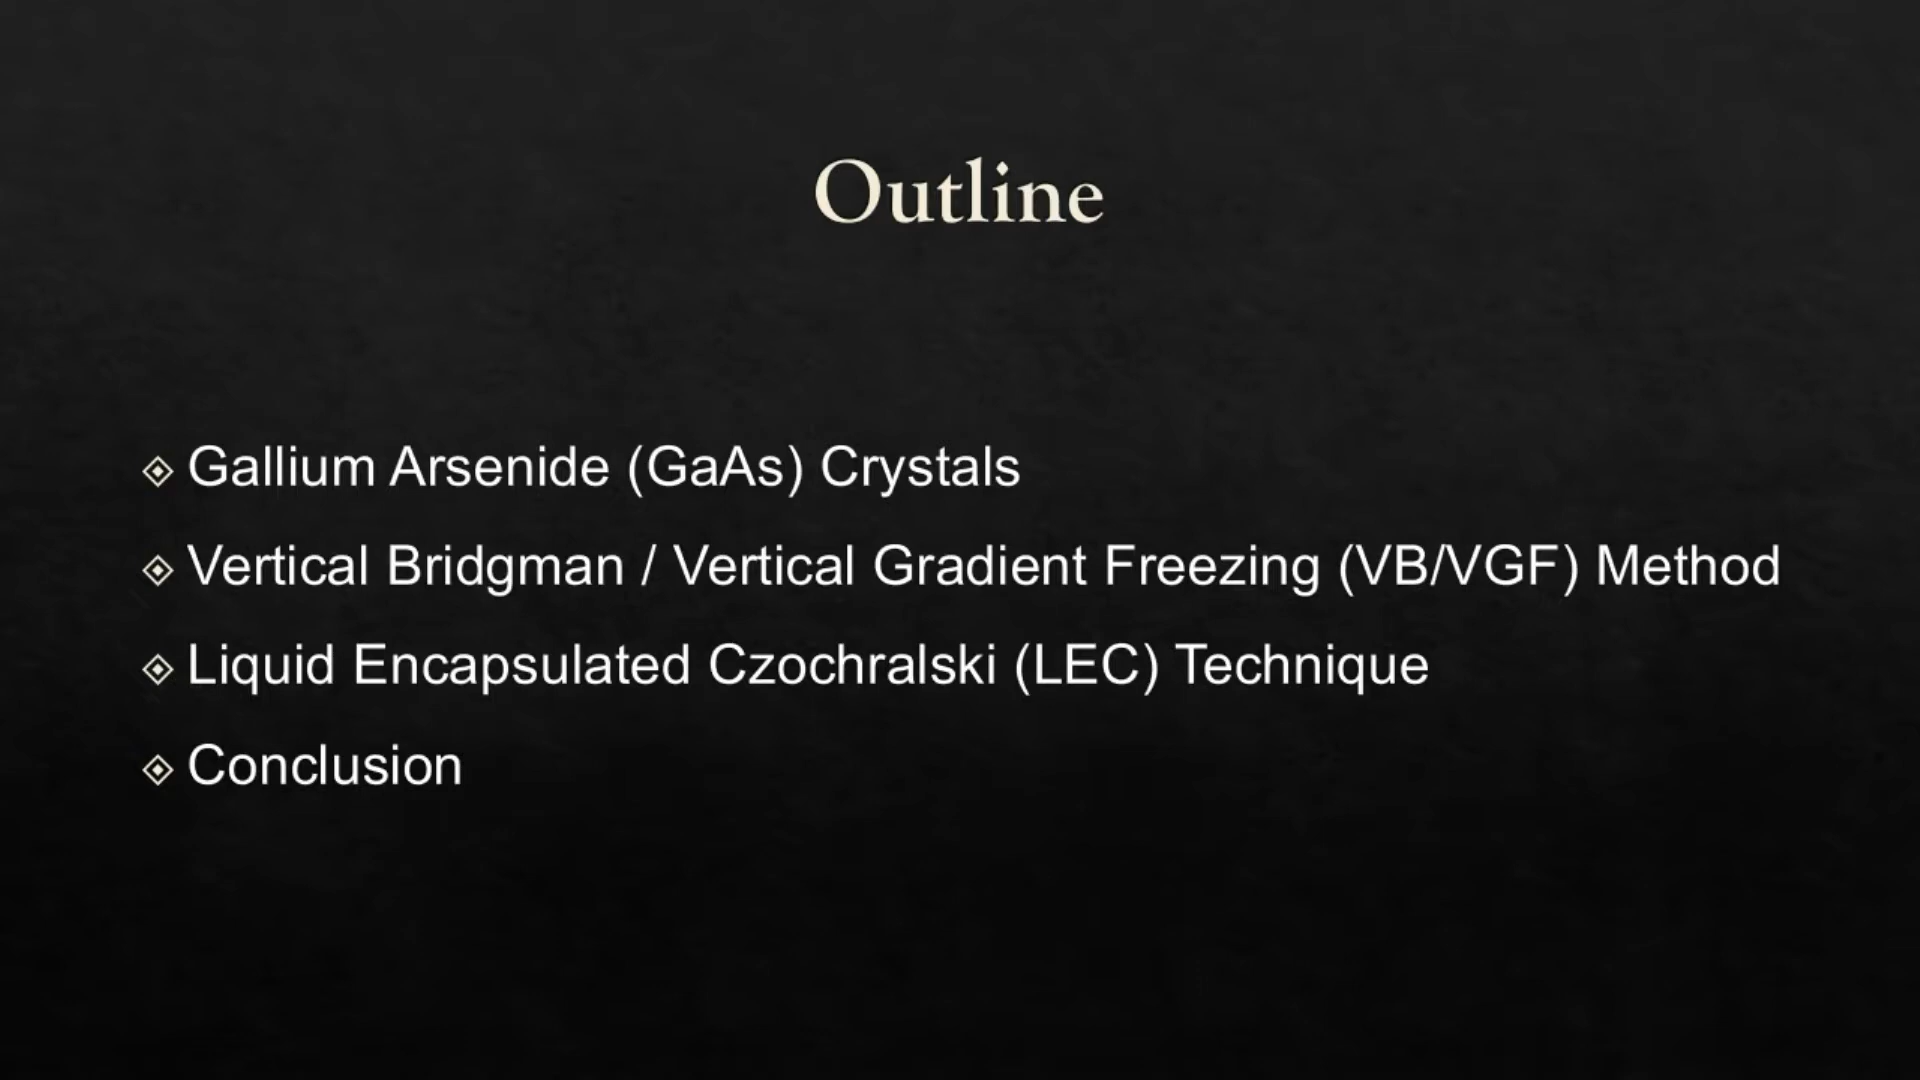 Outline
Gallium Arsenide (GaAs) Crystals
Vertical Bridgman / Vertical Gradient Freezing (VB/VGF) Method
Liquid Encapsulated Czochralski (LEC) Technique
Conclusion